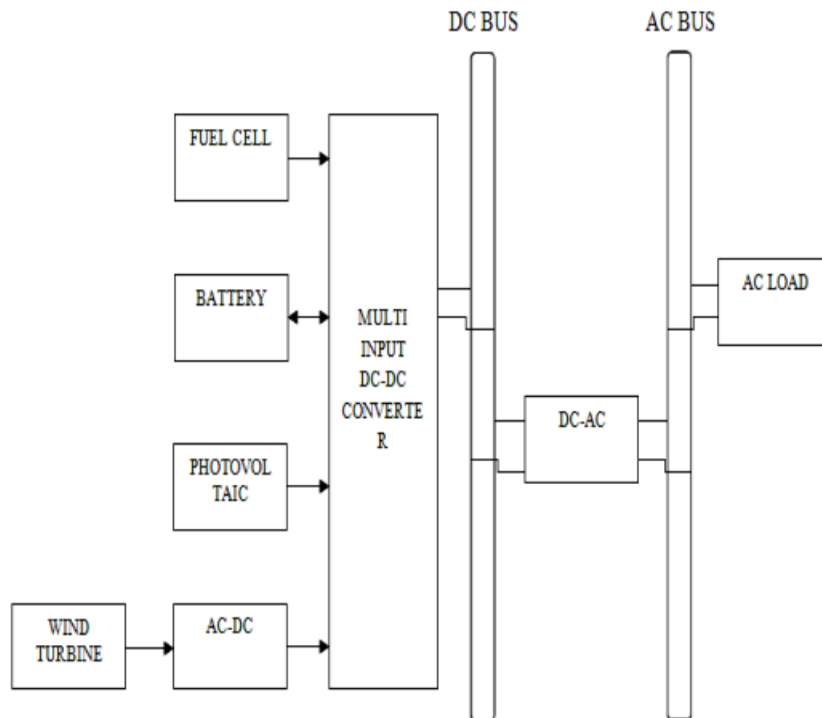 DC BUS
AC BUS
FUEL CELL
BATTERY
MULTI
INPUT
DC-DC
CONVERTE
R
AC LOAD
DC-AC
PHOTOVOL
TAIC
WIND
TURBINE
AC-DC